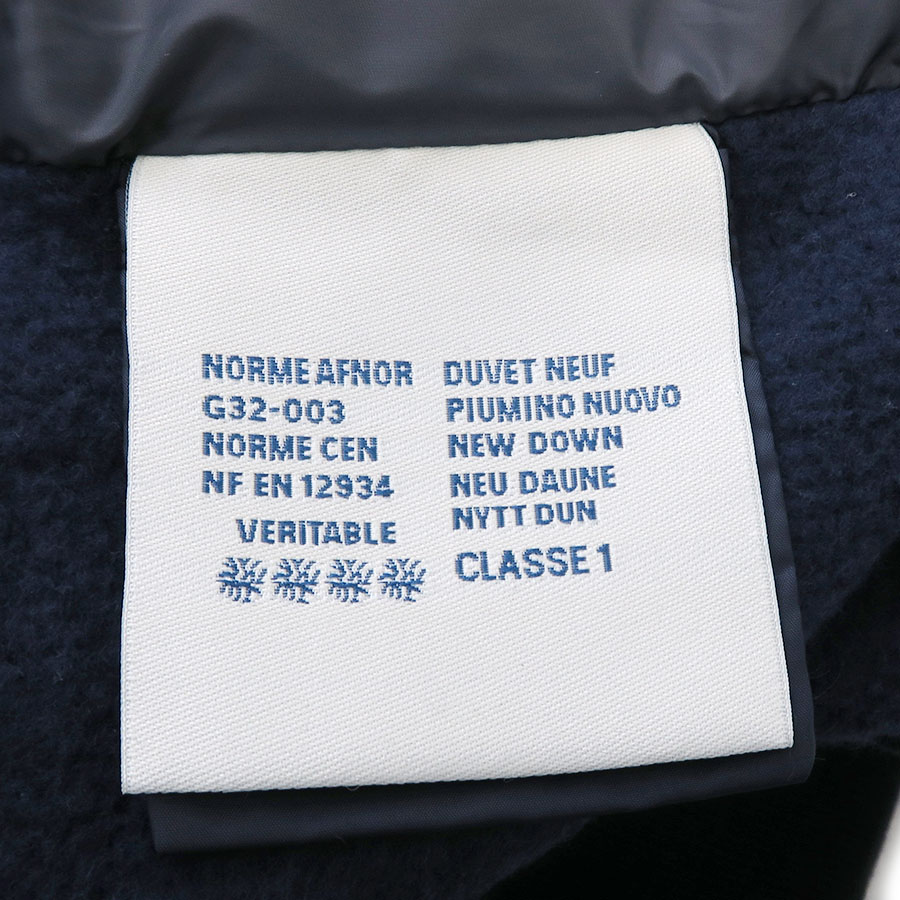 NORME AFNOR
G32-003
NORME CEN
NF EN 12934
VERiTABLE
DUVET NEUF
PIUMINO NUOVO
NEW DOWN
NEU DAUNE
NYTT DUN
CLASSE 1